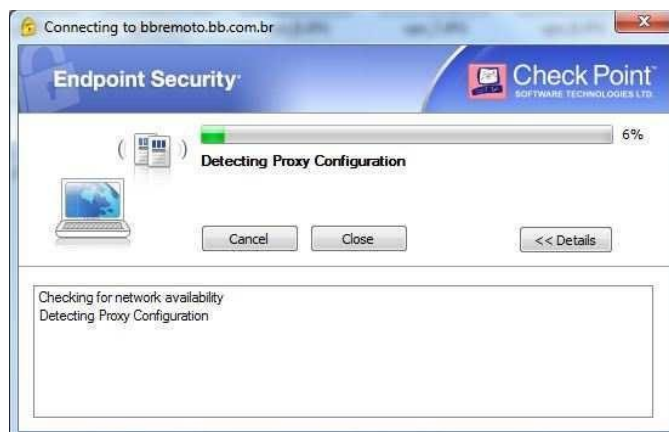 Connecting to bbremoto.bb.com.br
Endpoint Security
Check Point
SOFTWARE TECHNOLOGIES LTD.
6%
Detecting Proxy Configuration
Cancel
Close
<< Details
Checking for network availability
Detecting Proxy Configuration